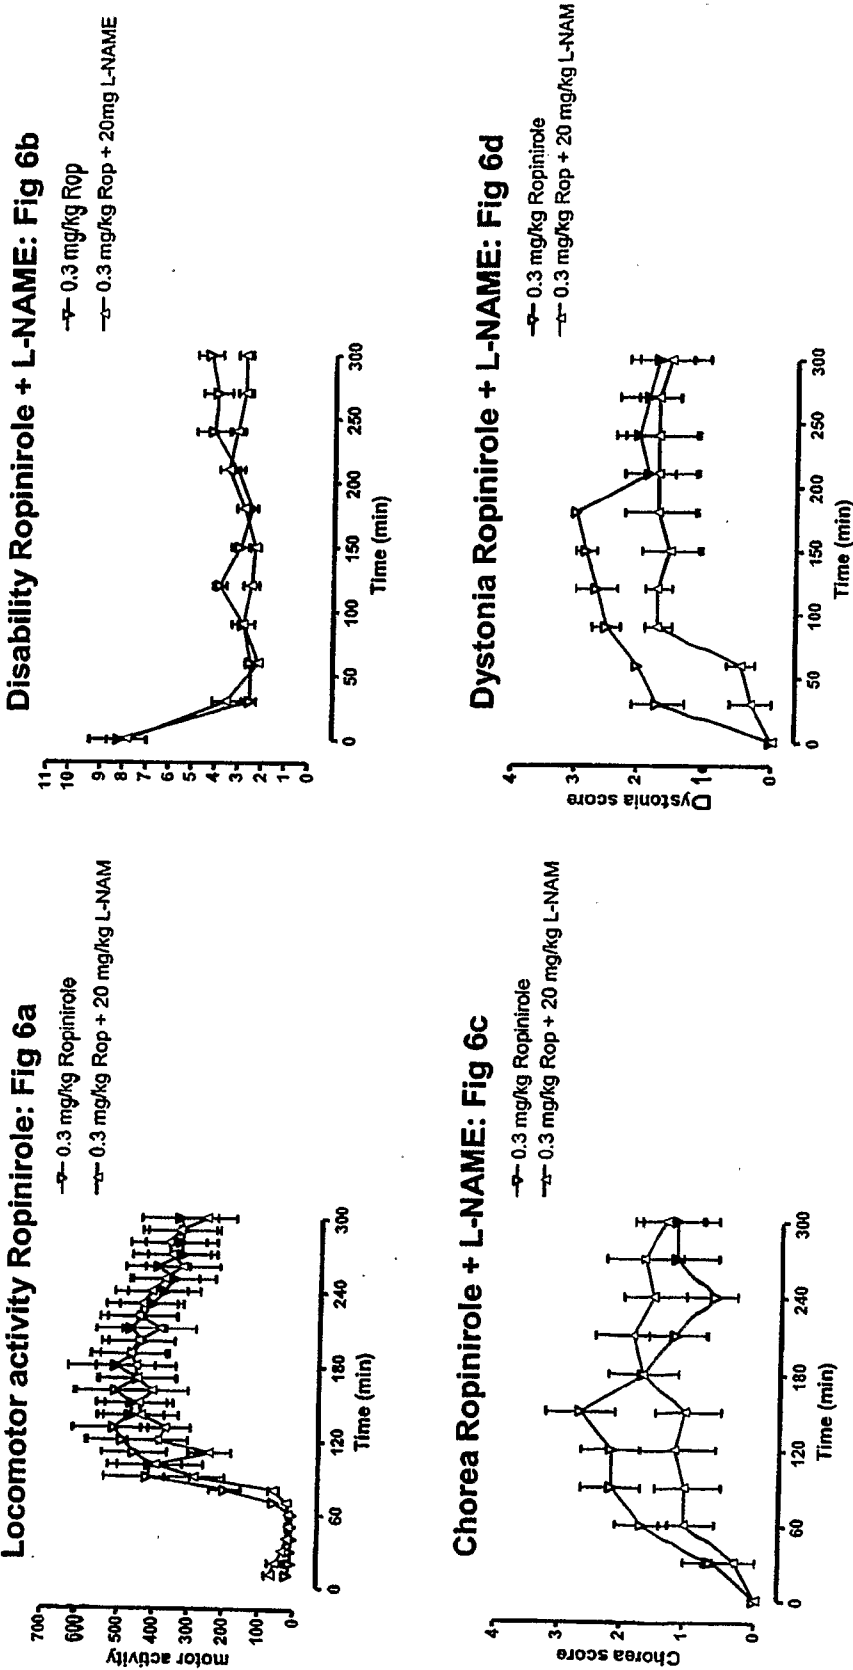 Locomotor activity Ropinirole: Fig 6a
0.3 mg/kg Ropinirole
0.3 mg/kg Rop + 20 mg/kg L-NAM
700
600
500
400
300
200
100
0
motor activity
0
60
120
180
240
300
Time (min)
Disability Ropinirole + L-NAME: Fig 6b
0.3 mg/kg Rop
0.3 mg/kg Rop + 20mg L-NAME
11
10
9
8
7
6
5
4
3
2
1
0
0
50
100
150
200
250
300
Time (min)
Chorea Ropinirole + L-NAME: Fig 6c
0.3 mg/kg Ropinirole
0.3 mg/kg Rop + 20 mg/kg L-NAM
3
2
1
0
Chorea score
0
60
120
180
240
300
Time (min)
Dystonia Ropinirole + L-NAME: Fig 6d
0.3 mg/kg Ropinirole
0.3 mg/kg Rop + 20 mg/kg L-NAM
4
3
2
1
0
Dystonia score
0
50
100
150
200
250
300
Time (min)